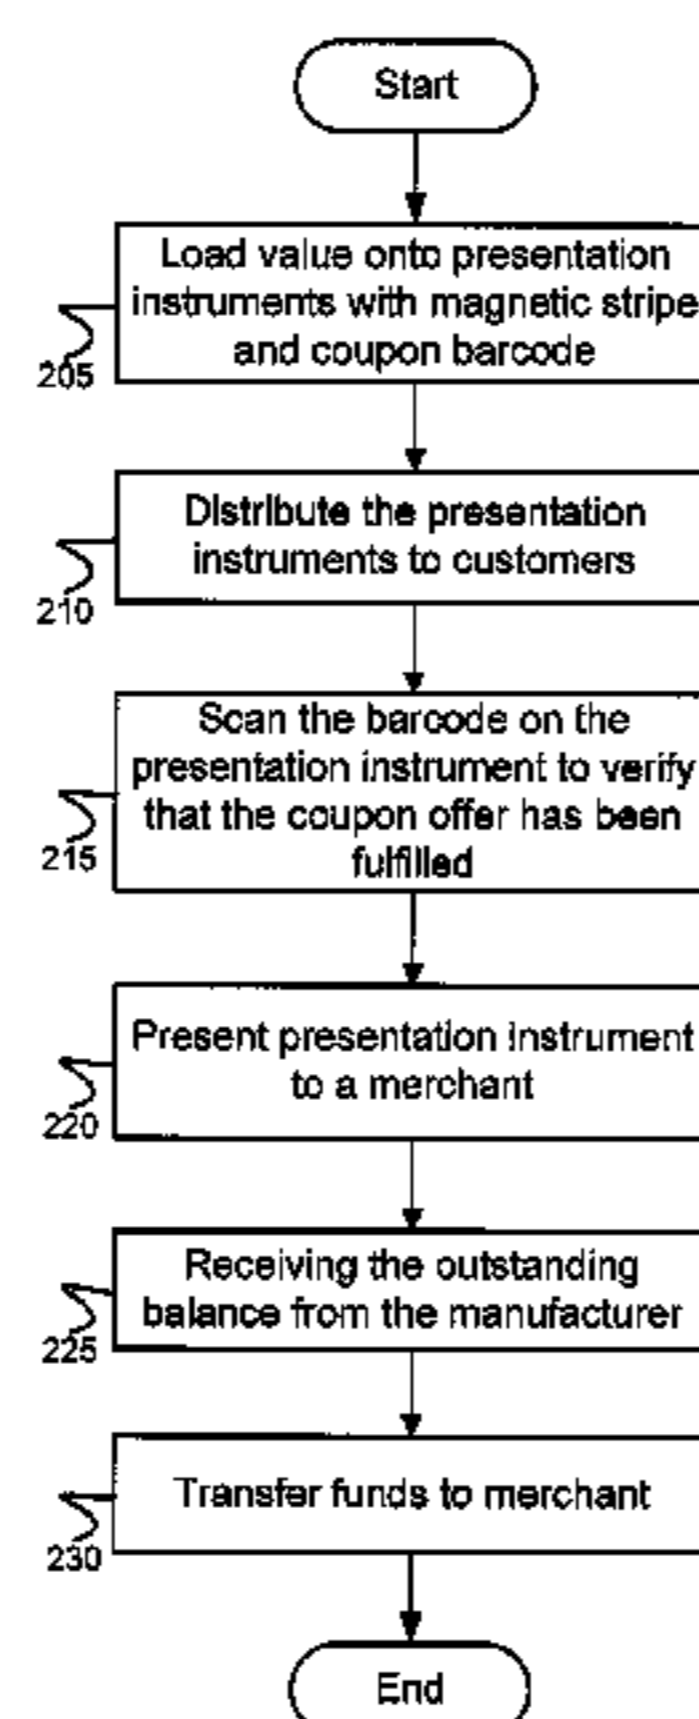 Start
Load value onto presentation
instruments with magnetic stripe
and coupon barcode
205
Distribute the presentation
instruments to customers
210
Scan the barcode on the
presentation instrument to verify
that the coupon offer has been
fulfilled
215
Present presentation instrument
to a merchant
220
Receiving the outstanding
balance from the manufacturer
225
Transfer funds to merchant
230
End